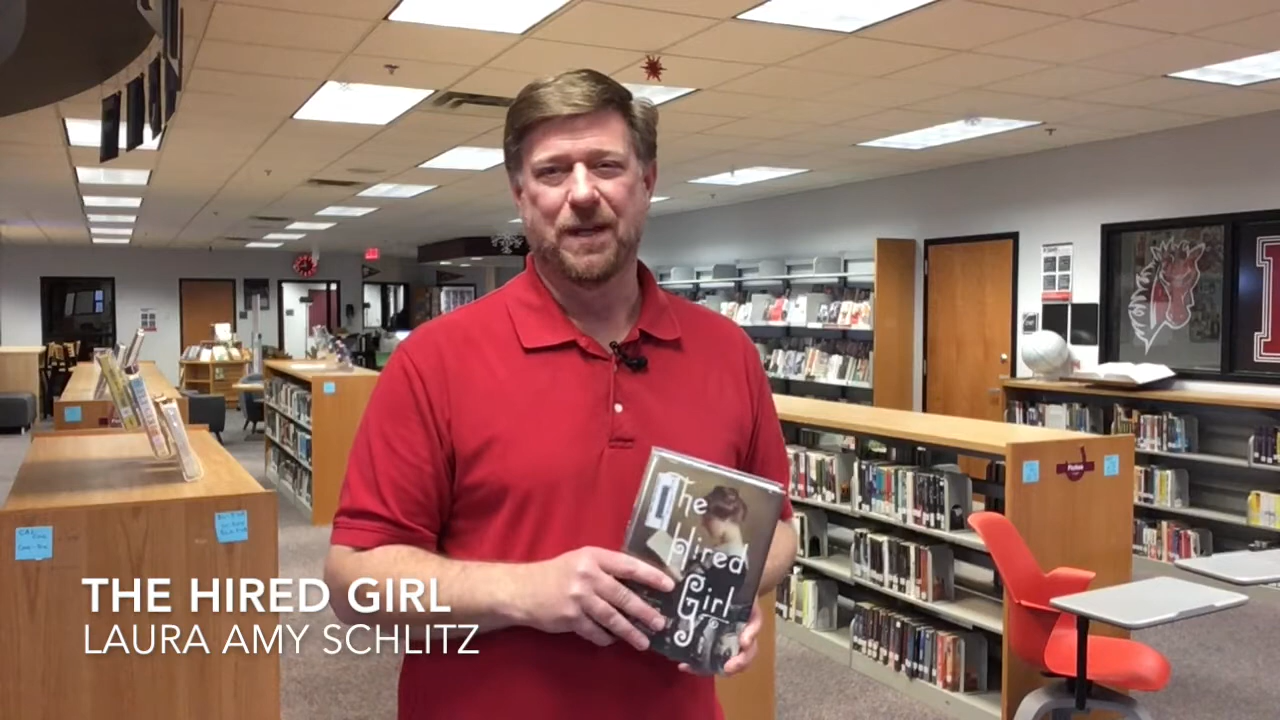 The
Hired
Girl
THE HIRED GIRL
LAURA AMY SCHLITZ